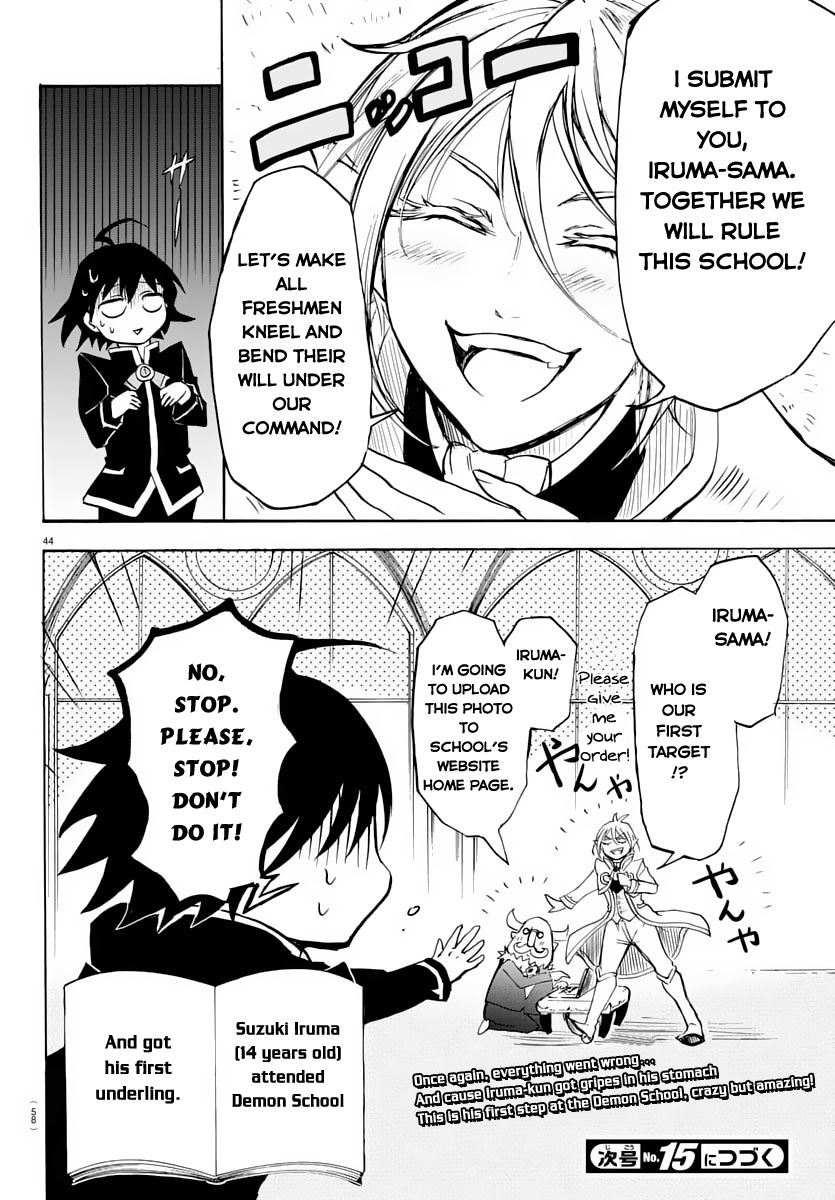 I SUBMIT
MYSELF TO
YOU,
IRUMA-SAMA.
TOGETHER WE
WILL RULE
THIS SCHOOL!
ニッコー
LET'S MAKE
ALL
FRESHMEN
KNEEL AND
BEND THEIR
WILL UNDER
OUR
COMMAND!
サー
44
IRUMA-
SAMA!
WHO IS
OUR
FIRST
TARGET
!?
Please
give
me
your
order!
やんや
やんや
IRUMA-
KUN!
I'M GOING
TO UPLOAD
THIS PHOTO
TO
SCHOOL'S
WEBSITE
HOME PAGE.
NO,
STOP.
PLEASE,
STOP!
DON'T
DO IT!
Suzuki Iruma
(14 years old)
attended
Demon School
And got
his first
underling.
Once again, everything went wrong...
And cause Iruma-kun got gripes in his stomach
This is his first step at the Demon School, crazy but amazing!
(58)
じごう
次号No.15につづく